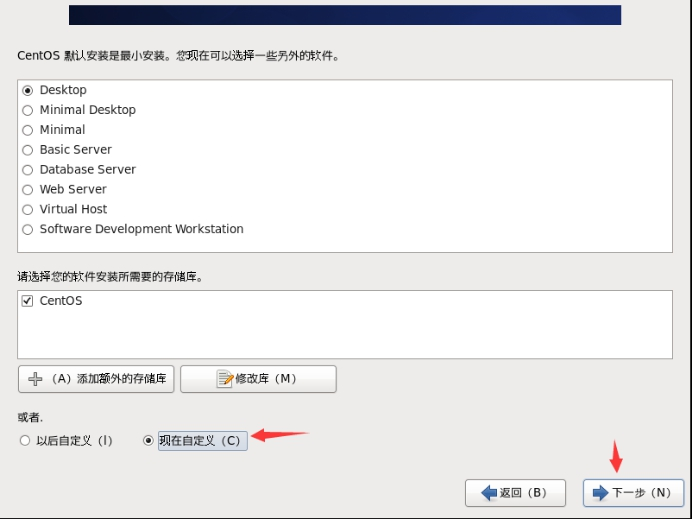 CentOS 默认安装是最小安装。您现在可以选择一些另外的软件。
Desktop
Minimal Desktop
Minimal
Basic Server
Database Server
Web Server
Virtual Host
Software Development Workstation
请选择您的软件安装所需要的存储库。
CentOS
（A）添加额外的存储库 修改库（M）
或者.
以后自定义（l） 现在自定义（C）
返回（B） 下一步（N）